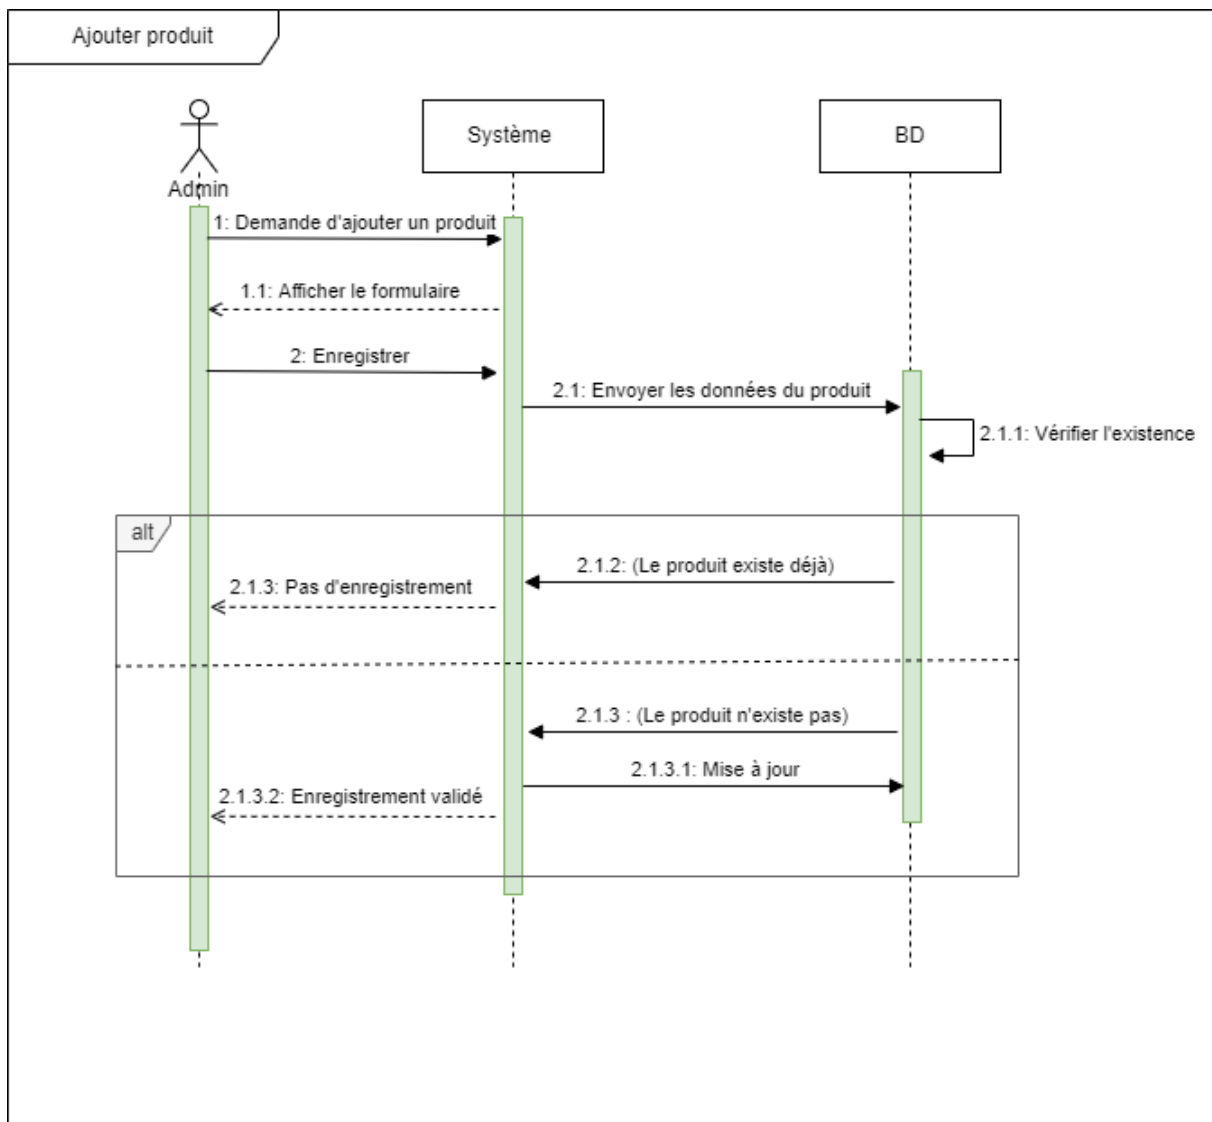 Ajouter produit
Système
BD
Admin
1: Demande d'ajouter un produit
1.1: Afficher le formulaire
2: Enregistrer
2.1: Envoyer les données du produit
2.1.1: Vérifier l'existence
alt
2.1.2: (Le produit existe déjà)
2.1.3: Pas d'enregistrement
2.1.3 : (Le produit n'existe pas)
2.1.3.1: Mise à jour
2.1.3.2: Enregistrement validé